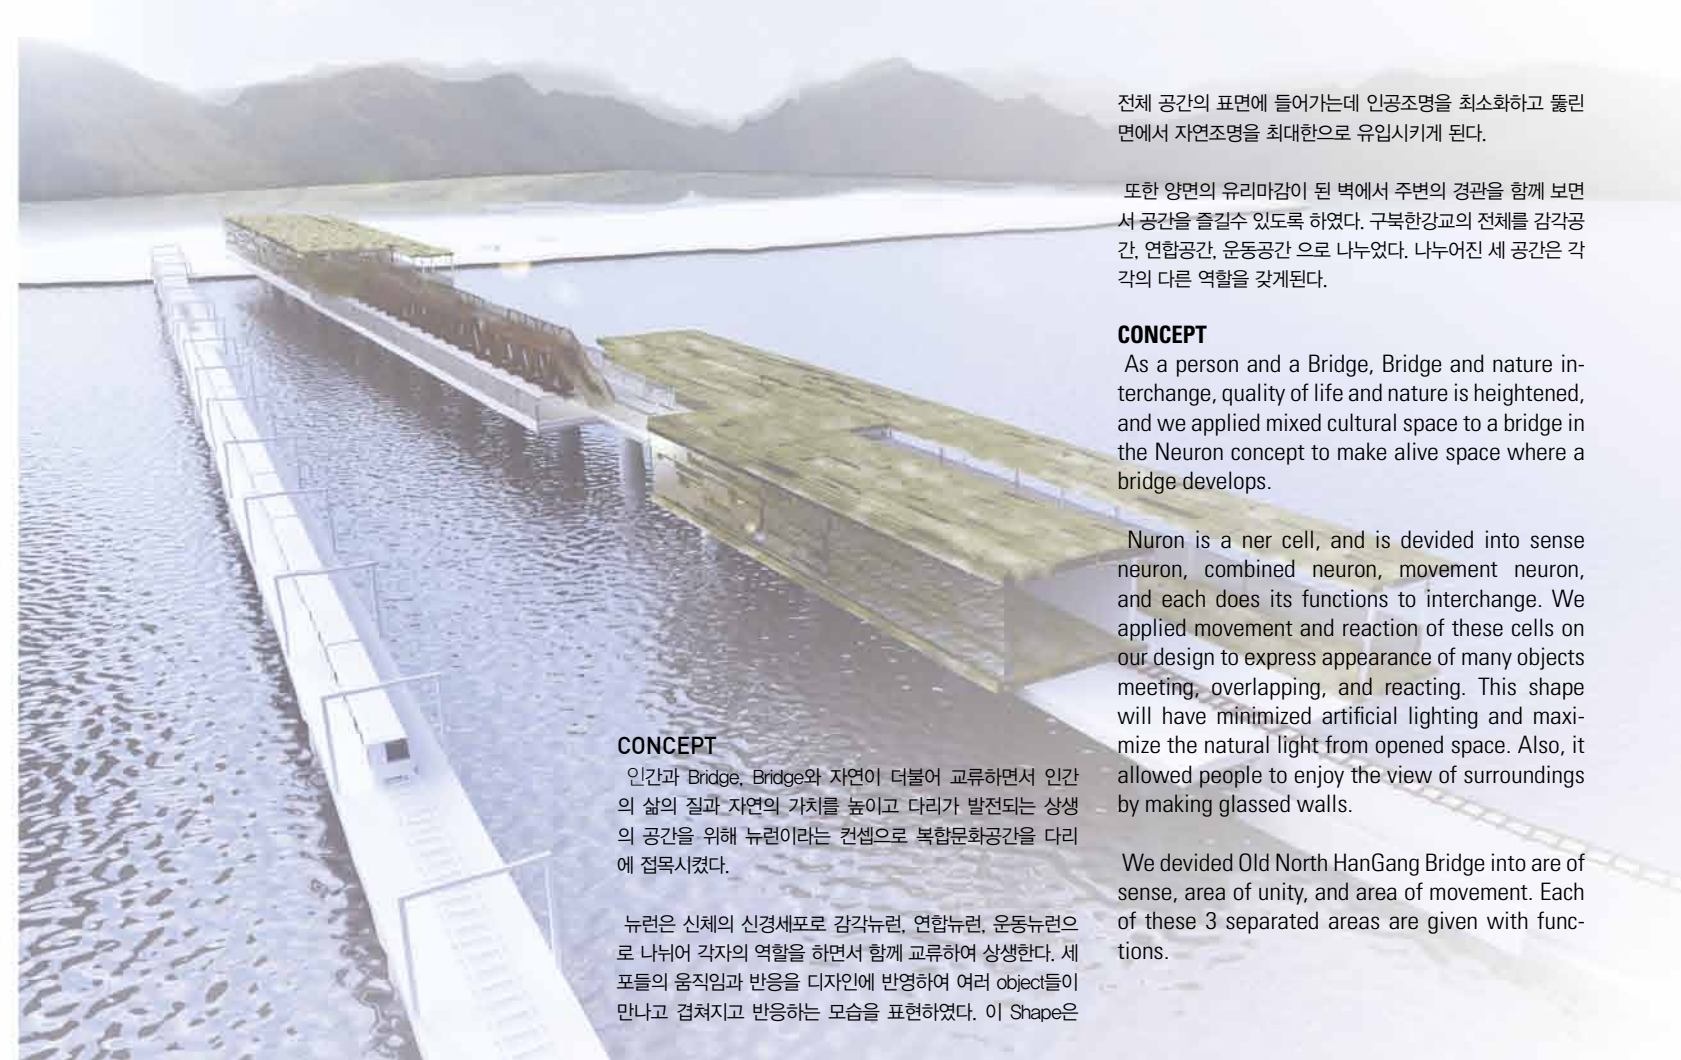 CONCEPT
인간과 Bridge, Bridge와 자연이 더불어 교류하면서 인간
의 삶의 질과 자연의 가치를 높이고 다리가 발전되는 상생
의 공간을 위해 뉴런이라는 컨셉으로 복합문화공간을 다리
에 접목시켰다.
뉴런은 신체의 신경세포로 감각뉴런, 연합뉴런, 운동뉴런으
로 나뉘어 각자의 역할을 하면서 함께 교류하여 상생한다. 세
포들의 움직임과 반응을 디자인에 반영하여 여러 object들이
만나고 겹쳐지고 반응하는 모습을 표현하였다. 이 Shape은
전체 공간의 표면에 들어가는데 인공조명을 최소화하고 뚫린
면에서 자연조명을 최대한으로 유입시키게 된다.
또한 양면의 유리마감이 된 벽에서 주변의 경관을 함께 보면
서 공간을 즐길수 있도록 하였다. 구북한강교의 전체를 감각공
간, 연합공간, 운동공간 으로 나누었다. 나누어진 세 공간은 각
각의 다른 역할을 갖게된다.
CONCEPT
As a person and a Bridge, Bridge and nature in-
terchange, quality of life and nature is heightened,
and we applied mixed cultural space to a bridge in
the Neuron concept to make alive space where a
bridge develops.
Nuron is a ner cell, and is devided into sense
neuron, combined neuron, movement neuron,
and each does its functions to interchange. We
applied movement and reaction of these cells on
our design to express appearance of many objects
meeting, overlapping, and reacting. This shape
will have minimized artificial lighting and maxi-
mize the natural light from opened space. Also, it
allowed people to enjoy the view of surroundings
by making glassed walls.
We devided Old North HanGang Bridge into are of
sense, area of unity, and area of movement. Each
of these 3 separated areas are given with func-
tions.